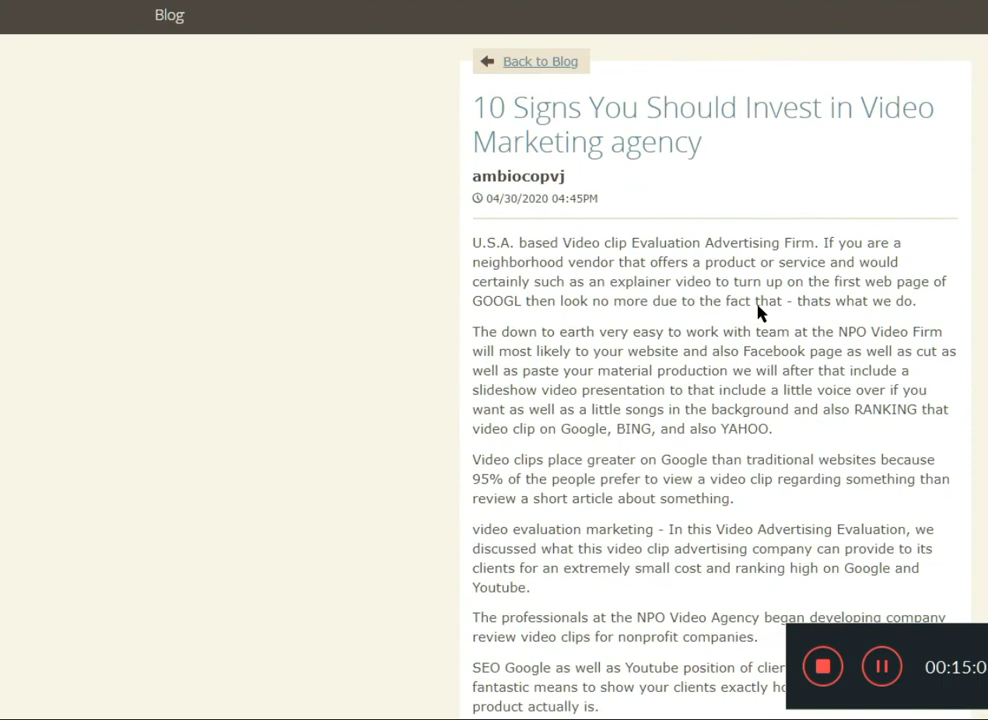 Blog
Back to Blog
10 Signs You Should Invest in Video
Marketing agency
ambiocopvj
04/30/2020 04:45PM
U.S.A. based Video clip Evaluation Advertising Firm. If you are a
neighborhood vendor that offers a product or service and would
certainly such as an explainer video to turn up on the first web page of
GOOGL then look no more due to the fact that - thats what we do.
The down to earth very easy to work with team at the NPO Video Firm
will most likely to your website and also Facebook page as well as cut as
well as paste your material production we will after that include a
slideshow video presentation to that include a little voice over if you
want as well as a little songs in the background and also RANKING that
video clip on Google, BING, and also YAHOO.
Video clips place greater on Google than traditional websites because
95% of the people prefer to view a video clip regarding something than
review a short article about something.
video evaluation marketing - In this Video Advertising Evaluation, we
discussed what this video clip advertising company can provide to its
clients for an extremely small cost and ranking high on Google and
Youtube.
The professionals at the NPO Video Agency began developing company
review video clips for nonprofit companies.
SEO Google as well as Youtube position of
fantastic means to show your clients exactly
product actually is.
00:15:0